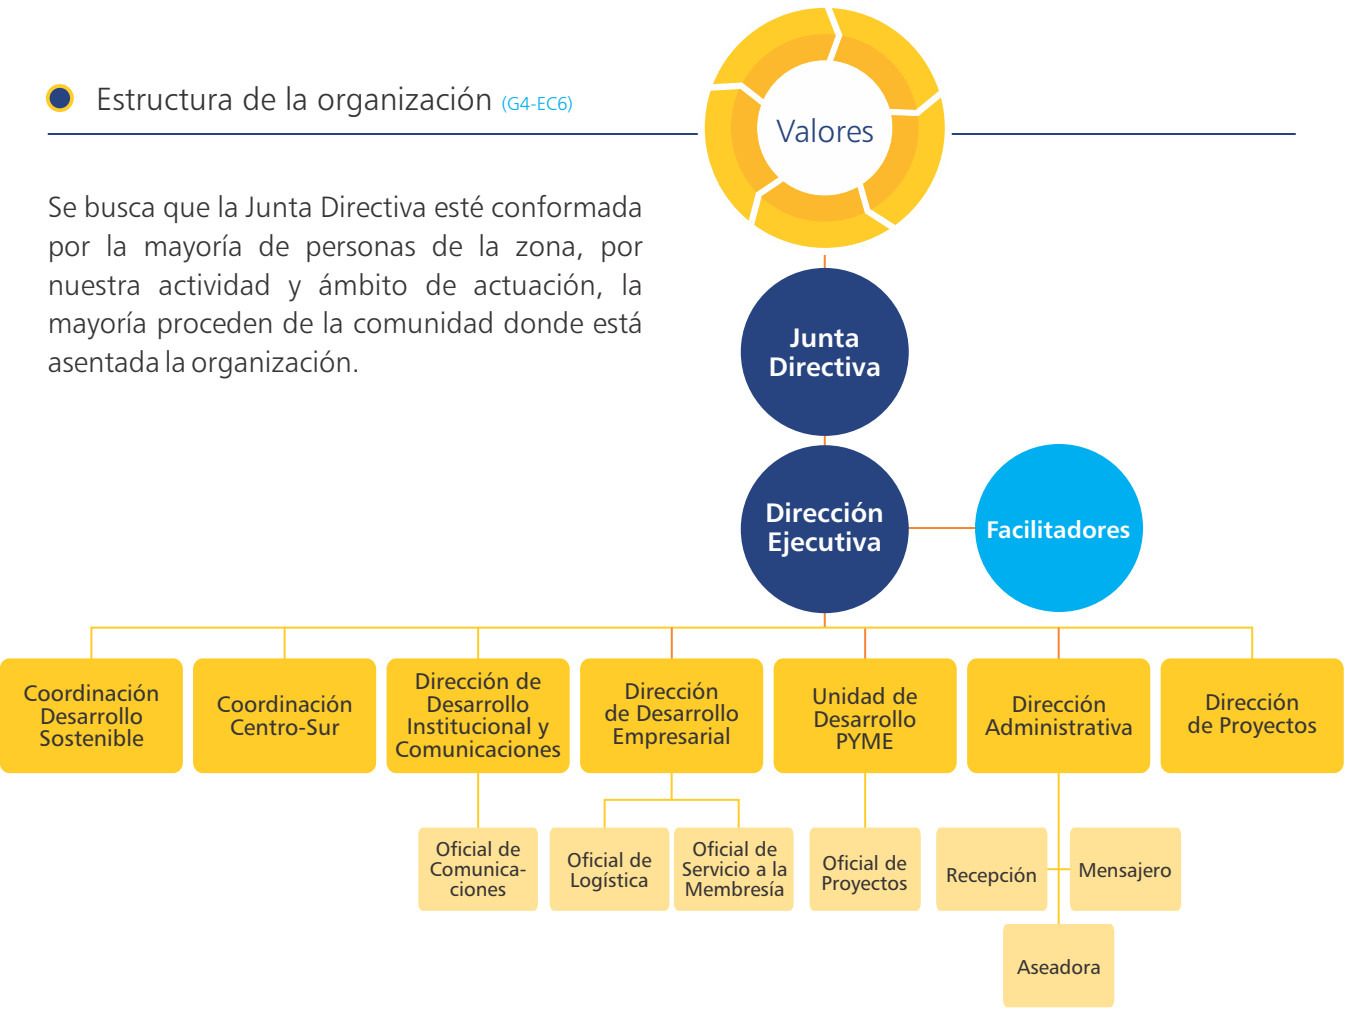 Estructura de la organización (G4-EC6)
Valores
Se busca que la Junta Directiva esté conformada
por la mayoría de personas de la zona, por
nuestra actividad y ámbito de actuación, la
mayoría proceden de la comunidad donde está
asentada la organización.
Junta
Directiva
Dirección
Ejecutiva
Facilitadores
Coordinación
Desarrollo
Sostenible
Coordinación
Centro-Sur
Dirección de
Desarrollo
Institucional y
Comunicaciones
Dirección
de Desarrollo
Empresarial
Unidad de
Desarrollo
PYME
Dirección
Administrativa
Dirección
de Proyectos
Oficial de
Comunica-
ciones
Oficial de
Logística
Oficial de
Servicio a la
Membresía
Oficial de
Proyectos
Recepción
Mensajero
Aseadora